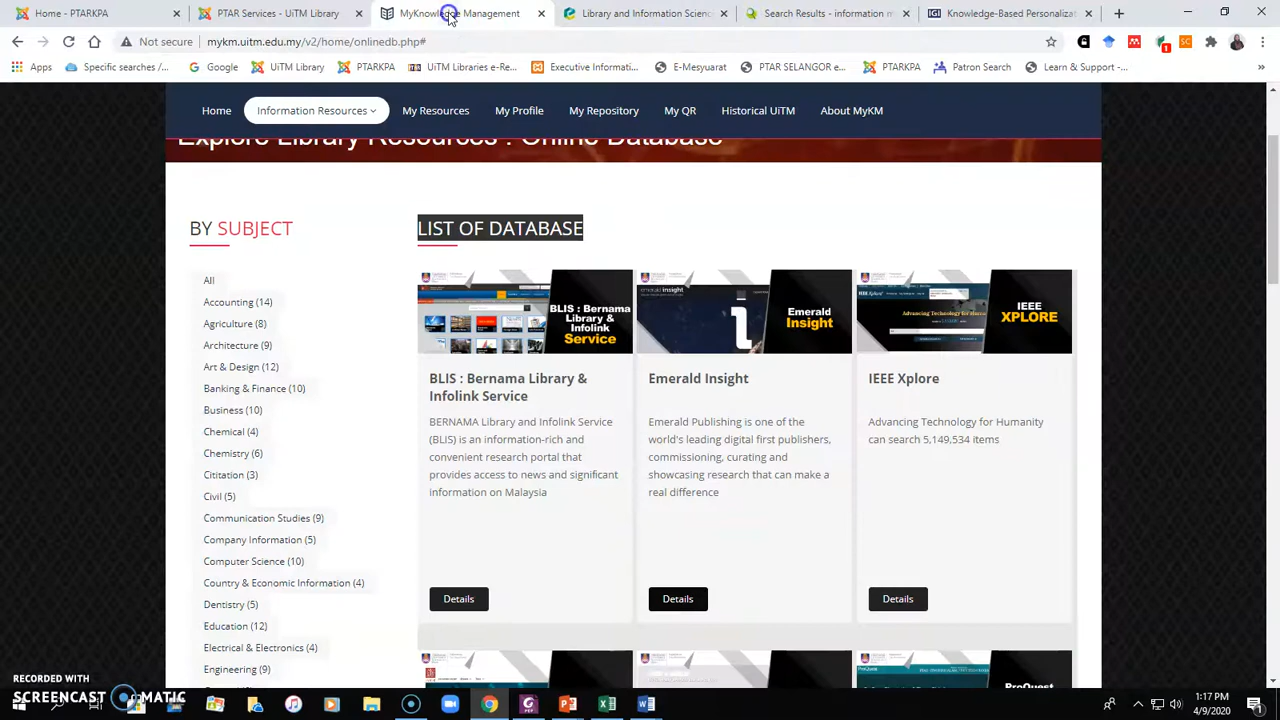 Home - PTARKPA
PTAR Services - UiTM Library
MyKnowledge Management
Library and Information Scienc
Search Results - information m
Knowledge-Based Personalizat
Not secure
mykm.uitm.edu.my/v2/home/onlinedb.php#
Apps
Specific searches /...
Google
UiTM Library
PTARKPA
UiTM Libraries e-Re...
Executive Informati...
E-Mesyuarat
PTAR SELANGOR e...
PTARKPA
Patron Search
Learn & Support -...
»
Home
Information Resources
My Resources
My Profile
My Repository
My QR
Historical UiTM
About MyKM
Explore Library Resources : Online Database
BY SUBJECT
LIST OF DATABASE
All
Accounting (14)
Agriculture (8)
Architecture (9)
Art & Design (12)
Banking & Finance (10)
Business (10)
Chemical (4)
Chemistry (6)
Cititation (3)
Civil (5)
Communication Studies (9)
Company Information (5)
Computer Science (10)
Country & Economic Information (4)
Dentistry (5)
Education (12)
Electrical & Electronics (4)
Engineering (9)
BLIS : Bernama
Library &
Infolink
Service
BLIS : Bernama Library &
Infolink Service
BERNAMA Library and Infolink Service
(BLIS) is an information-rich and
convenient research portal that
provides access to news and significant
information on Malaysia
Details
emerald insight
Emerald
Insight
Emerald Insight
Emerald Publishing is one of the
world's leading digital first publishers,
commissioning, curating and
showcasing research that can make a
real difference
Details
IEEE Xplore
Advancing Technology for Huma
IEEE
XPLORE
IEEE Xplore
Advancing Technology for Humanity
can search 5,149,534 items
Details
ProQuest
RECORDED WITH
SCREENCAST MATIC
1:17 PM
4/9/2020